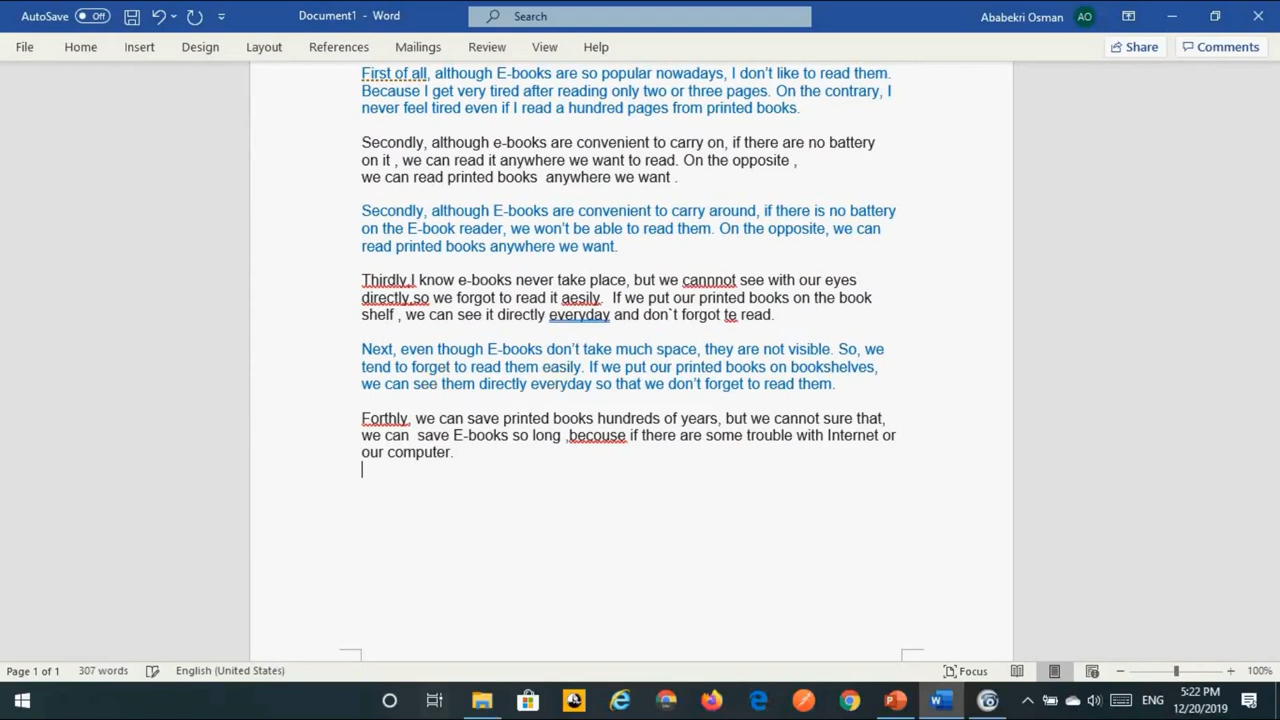 AutoSave Off Document1 - Word Search Ababekri Osman AO
File Home Insert Design Layout References Mailings Review View Help Share Comments
First of all, although E-books are so popular nowadays, I don’t like to read them.
Because I get very tired after reading only two or three pages. On the contrary, I
never feel tired even if I read a hundred pages from printed books.
Secondly, although e-books are convenient to carry on, if there are no battery
on it , we can read it anywhere we want to read. On the opposite ,
we can read printed books  anywhere we want .
Secondly, although E-books are convenient to carry around, if there is no battery
on the E-book reader, we won’t be able to read them. On the opposite, we can
read printed books anywhere we want.
Thirdly,I know e-books never take place, but we cannnot see with our eyes
directly,so we forgot to read it aesily.  If we put our printed books on the book
shelf , we can see it directly everyday and don`t forgot te read.
Next, even though E-books don’t take much space, they are not visible. So, we
tend to forget to read them easily. If we put our printed books on bookshelves,
we can see them directly everyday so that we don’t forget to read them.
Forthly, we can save printed books hundreds of years, but we cannot sure that,
we can  save E-books so long ,becouse if there are some trouble with Internet or
our computer.
Page 1 of 1 307 words English (United States) Focus 100%
ENG 5:22 PM
12/20/2019